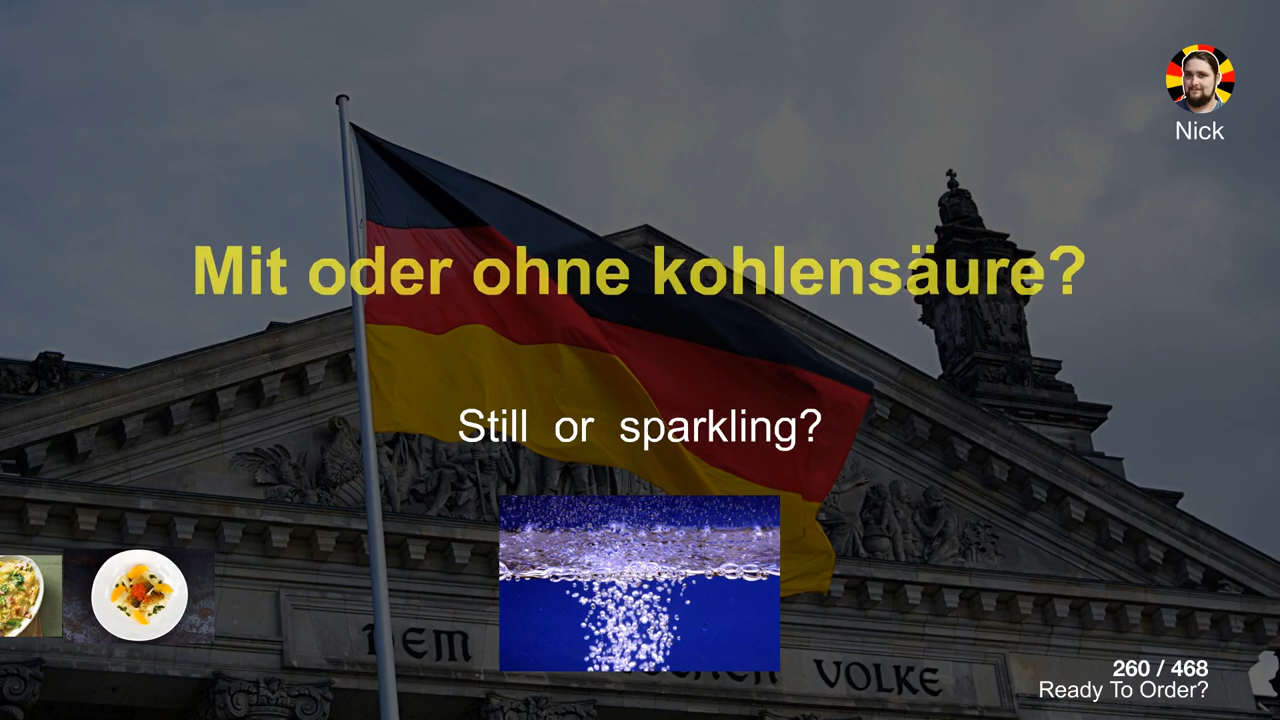 Nick
Mit oder ohne kohlensäure?
Still or sparkling?
DEM VOLKE
260 / 468
Ready To Order?